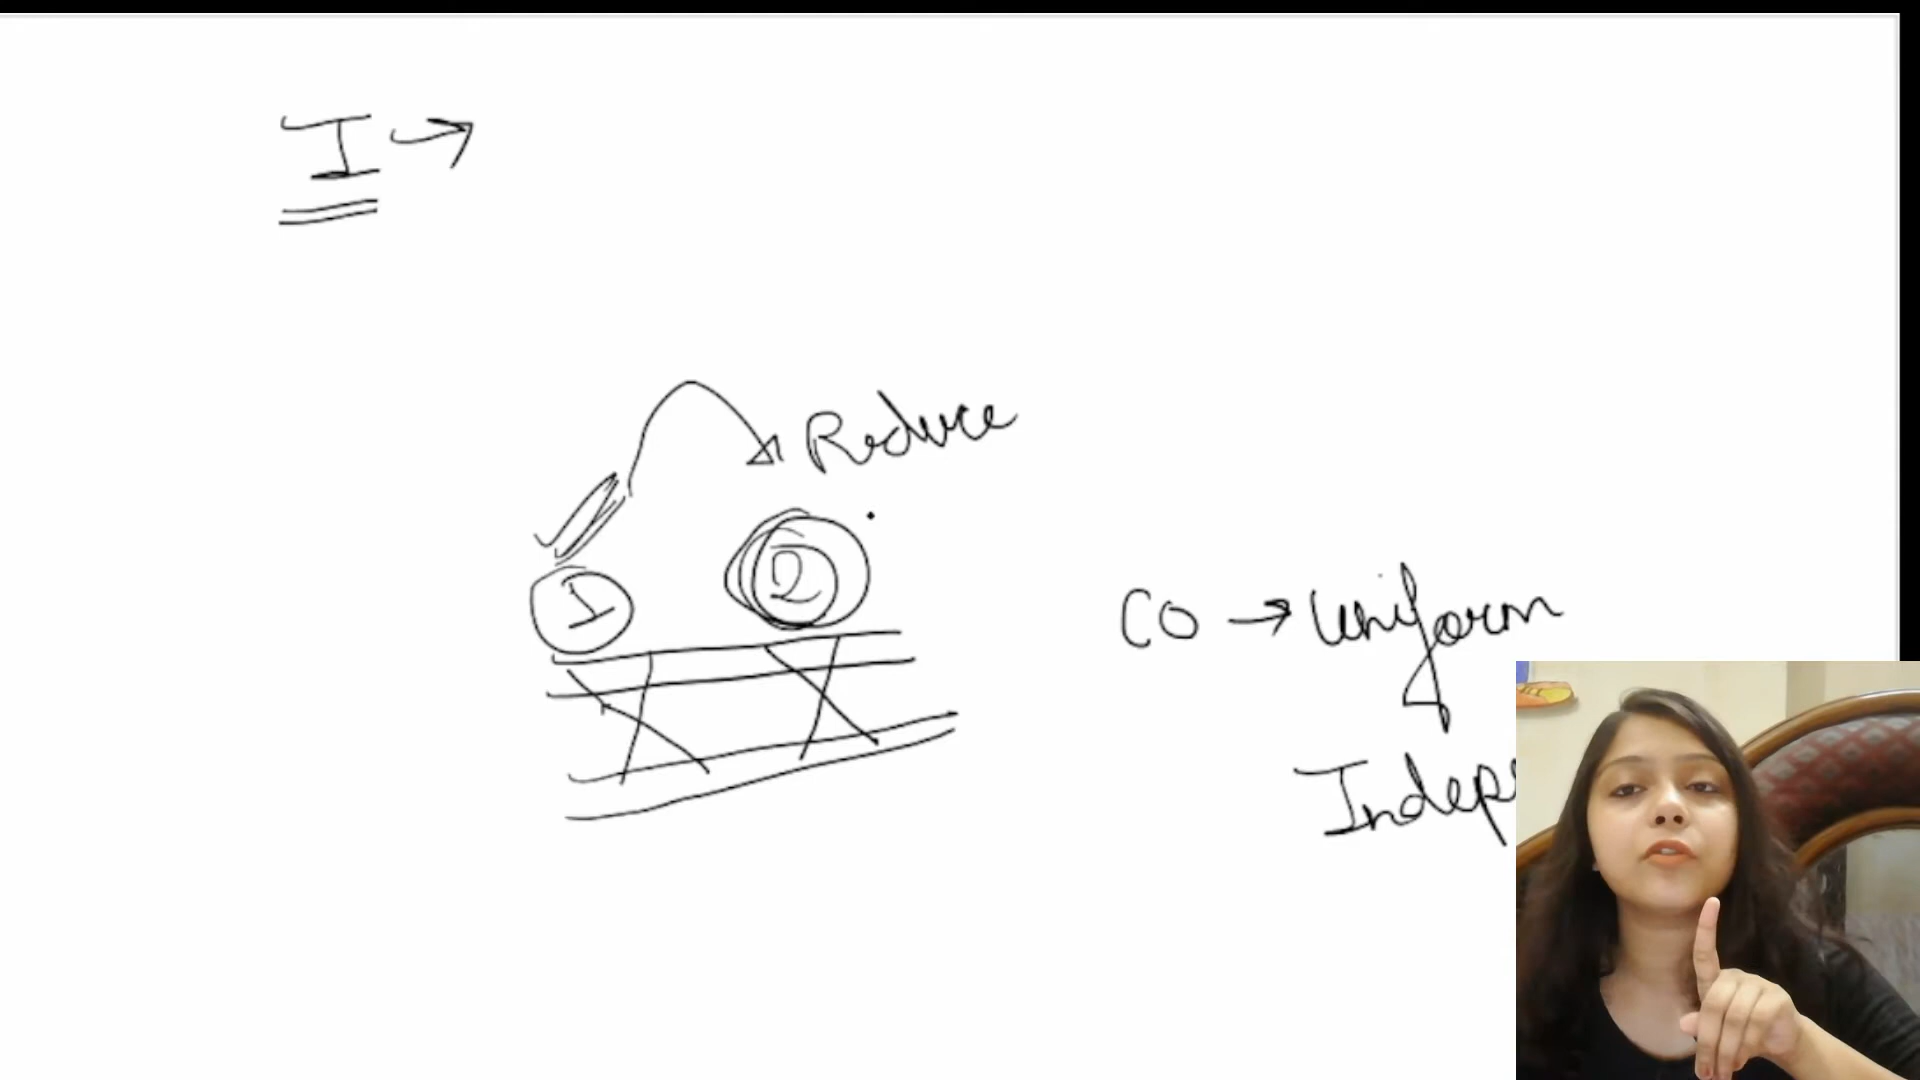 I →
Reduce
1 2
CO → Uniform
Indep